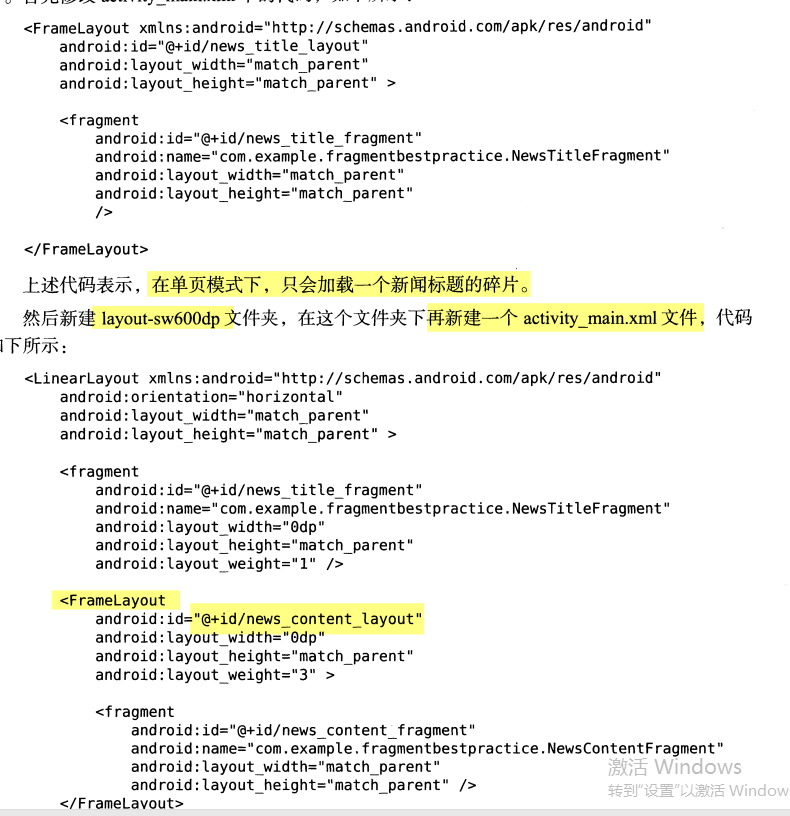 <FrameLayout xmlns:android="http://schemas.android.com/apk/res/android"
android:id="@+id/news_title_layout"
android:layout_width="match_parent"
android:layout_height="match_parent" >
<fragment
android:id="@+id/news_title_fragment"
android:name="com.example.fragmentbestpractice.NewsTitleFragment"
android:layout_width="match_parent"
android:layout_height="match_parent"
/>
</FrameLayout>
上述代码表示，在单页模式下，只会加载一个新闻标题的碎片。
然后新建 layout-sw600dp 文件夹，在这个文件夹下再新建一个 activity_main.xml 文件，代码
如下所示：
<LinearLayout xmlns:android="http://schemas.android.com/apk/res/android"
android:orientation="horizontal"
android:layout_width="match_parent"
android:layout_height="match_parent" >
<fragment
android:id="@+id/news_title_fragment"
android:name="com.example.fragmentbestpractice.NewsTitleFragment"
android:layout_width="0dp"
android:layout_height="match_parent"
android:layout_weight="1" />
<FrameLayout
android:id="@+id/news_content_layout"
android:layout_width="0dp"
android:layout_height="match_parent"
android:layout_weight="3" >
<fragment
android:id="@+id/news_content_fragment"
android:name="com.example.fragmentbestpractice.NewsContentFragment"
android:layout_width="match_parent"
android:layout_height="match_parent" />
</FrameLayout>
激活 Windows
转到"设置"以激活 Window